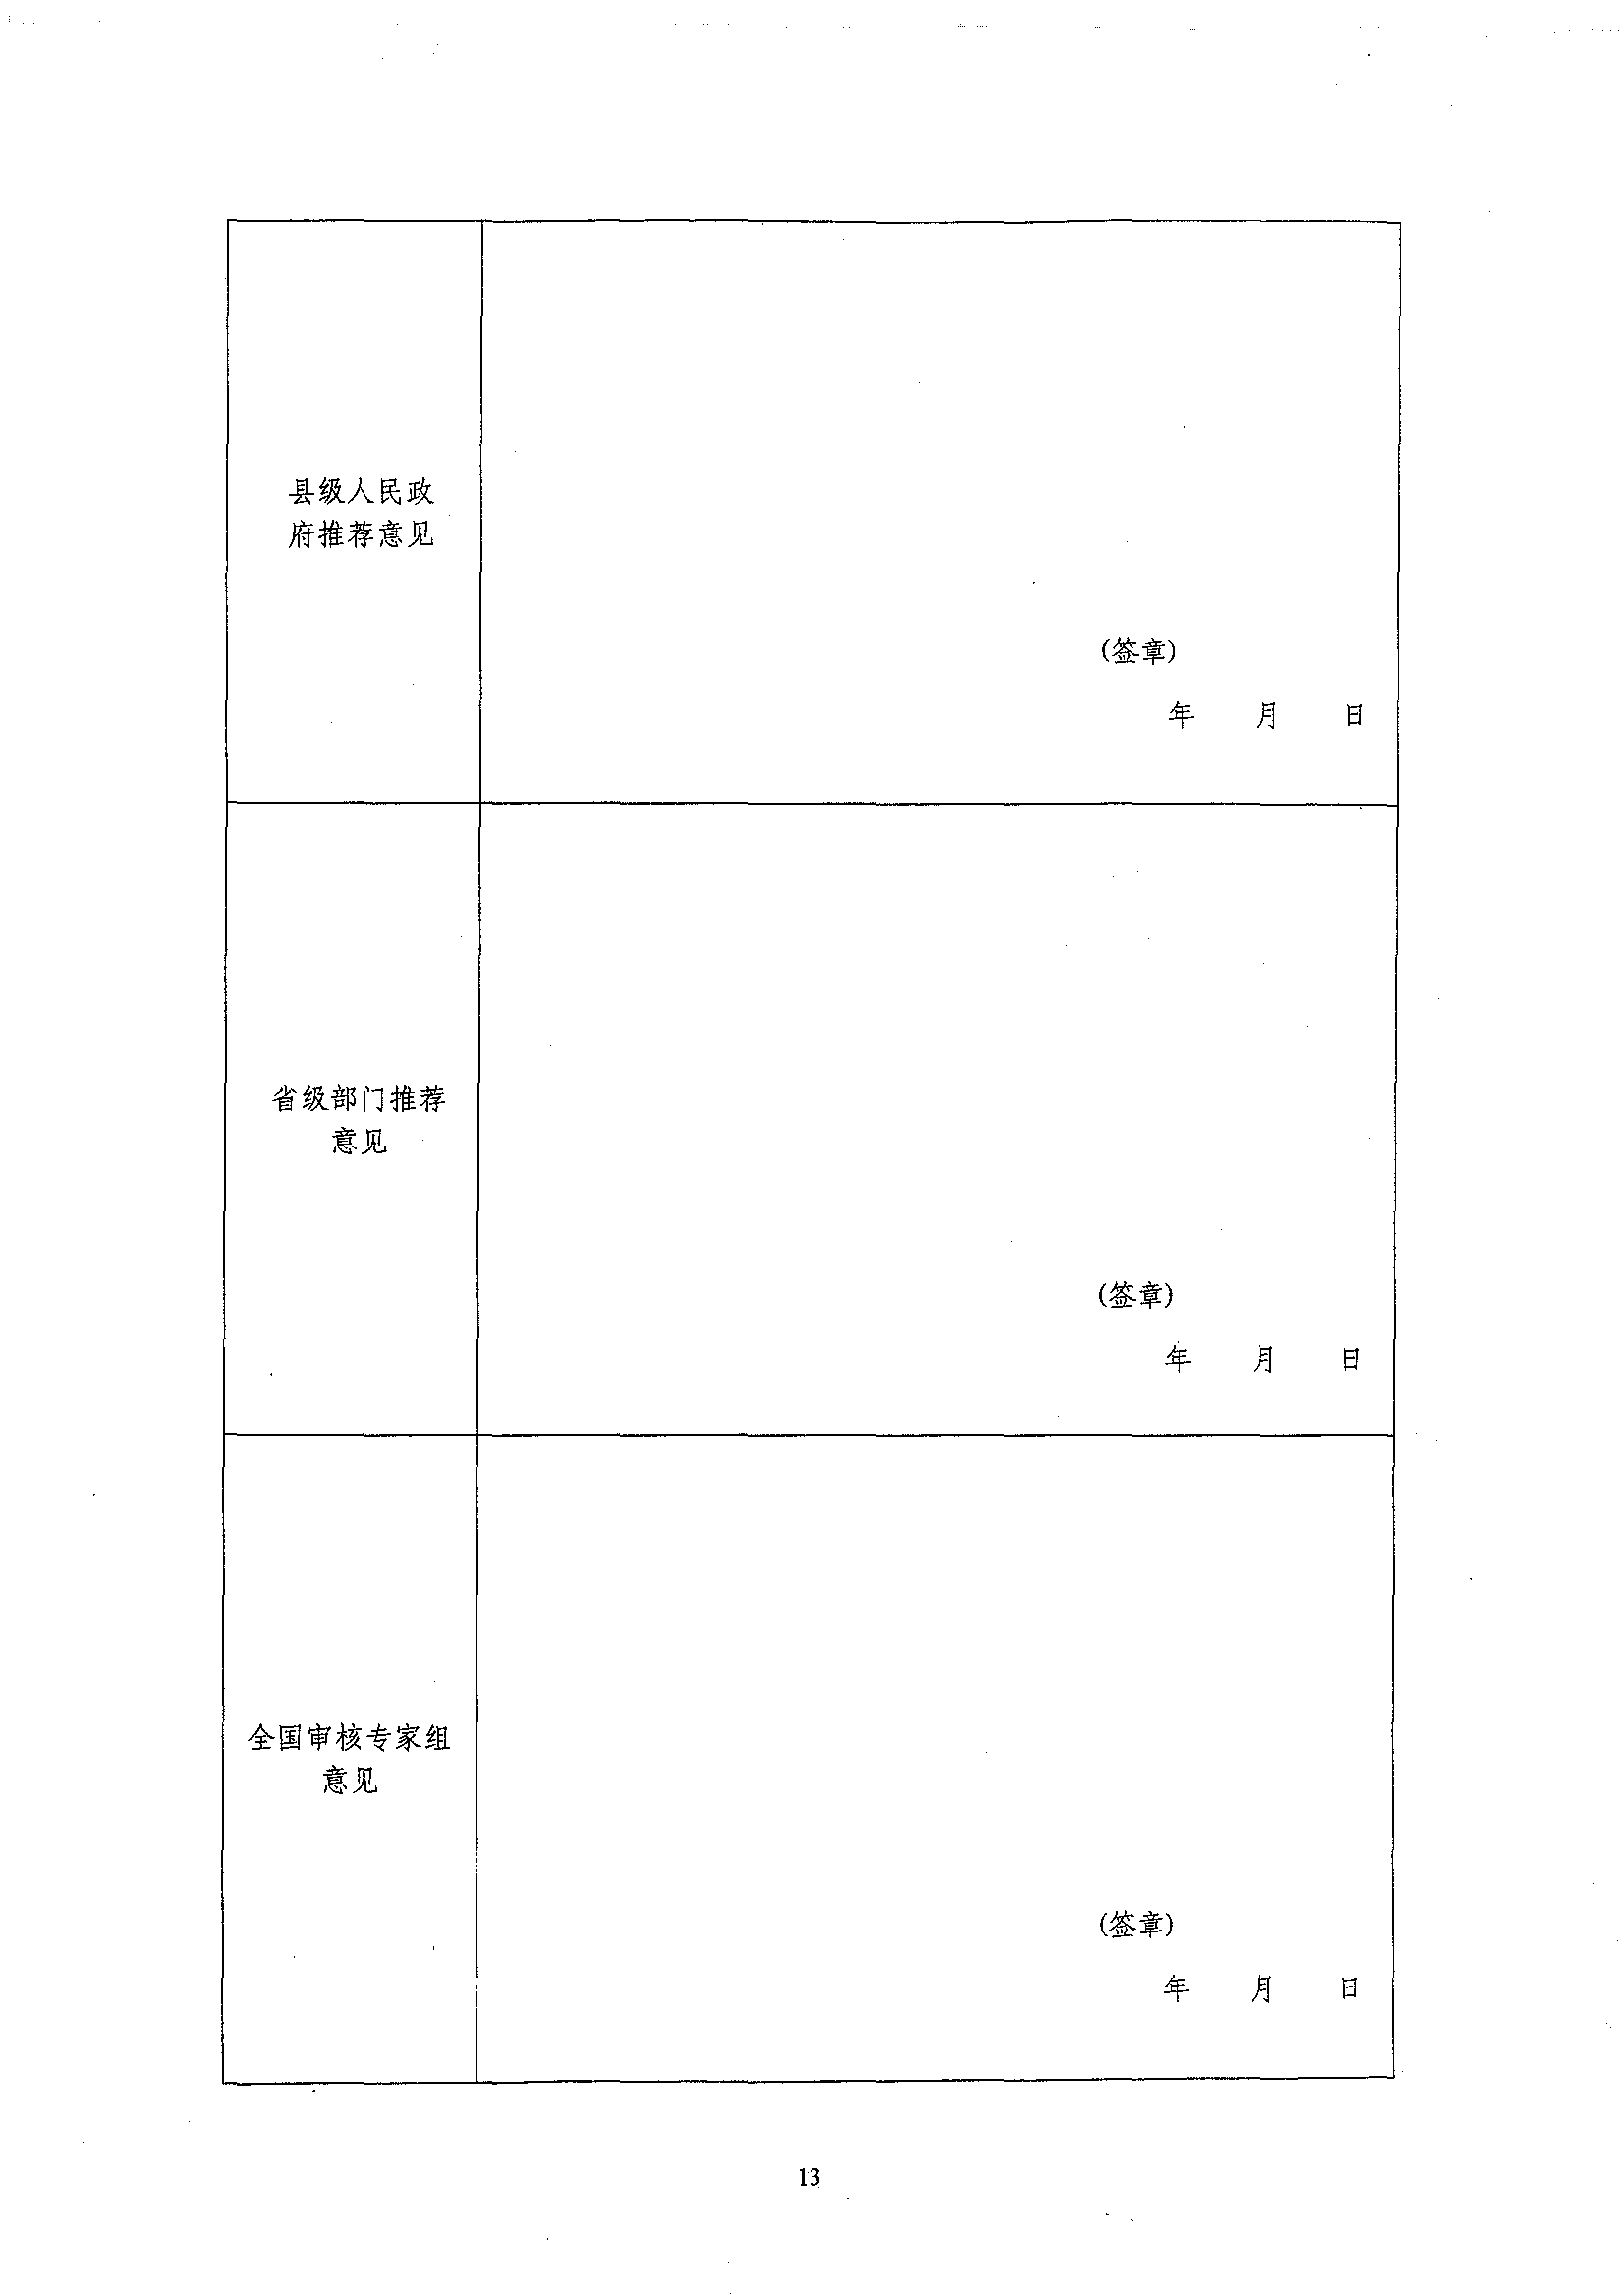 县级人民政
府推荐意见
(签章)
年 月 日
省级部门推荐
意见
(签章)
年 月 日
全国审核专家组
意见
(签章)
年 月 日
13